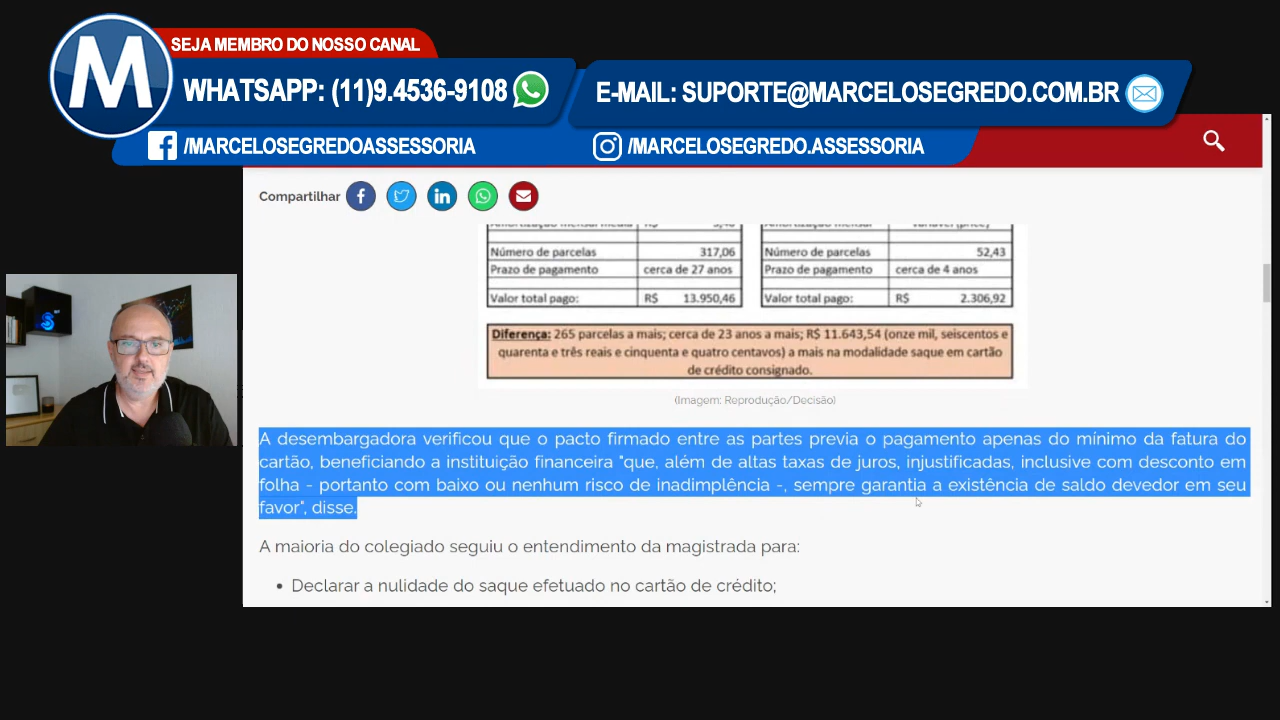 M
SEJA MEMBRO DO NOSSO CANAL
WHATSAPP: (11)9.4536-9108
E-MAIL: SUPORTE@MARCELOSEGREDO.COM.BR
/MARCELOSEGREDOASSESSORIA
/MARCELOSEGREDO.ASSESSORIA
Compartilhar
Número de parcelas 317,06
Prazo de pagamento cerca de 27 anos
Valor total pago: R$ 13.950,46
Número de parcelas 52,43
Prazo de pagamento cerca de 4 anos
Valor total pago: R$ 2.306,92
Diferença: 265 parcelas a mais; cerca de 23 anos a mais; R$ 11.643,54 (onze mil, seiscentos e
quarenta e três reais e cinquenta e quatro centavos) a mais na modalidade saque em cartão
de crédito consignado.
(Imagem: Reprodução/Decisão)
A desembargadora verificou que o pacto firmado entre as partes previa o pagamento apenas do mínimo da fatura do
cartão, beneficiando a instituição financeira "que, além de altas taxas de juros, injustificadas, inclusive com desconto em
folha - portanto com baixo ou nenhum risco de inadimplência -, sempre garantia a existência de saldo devedor em seu
favor", disse.
A maioria do colegiado seguiu o entendimento da magistrada para:
• Declarar a nulidade do saque efetuado no cartão de crédito;